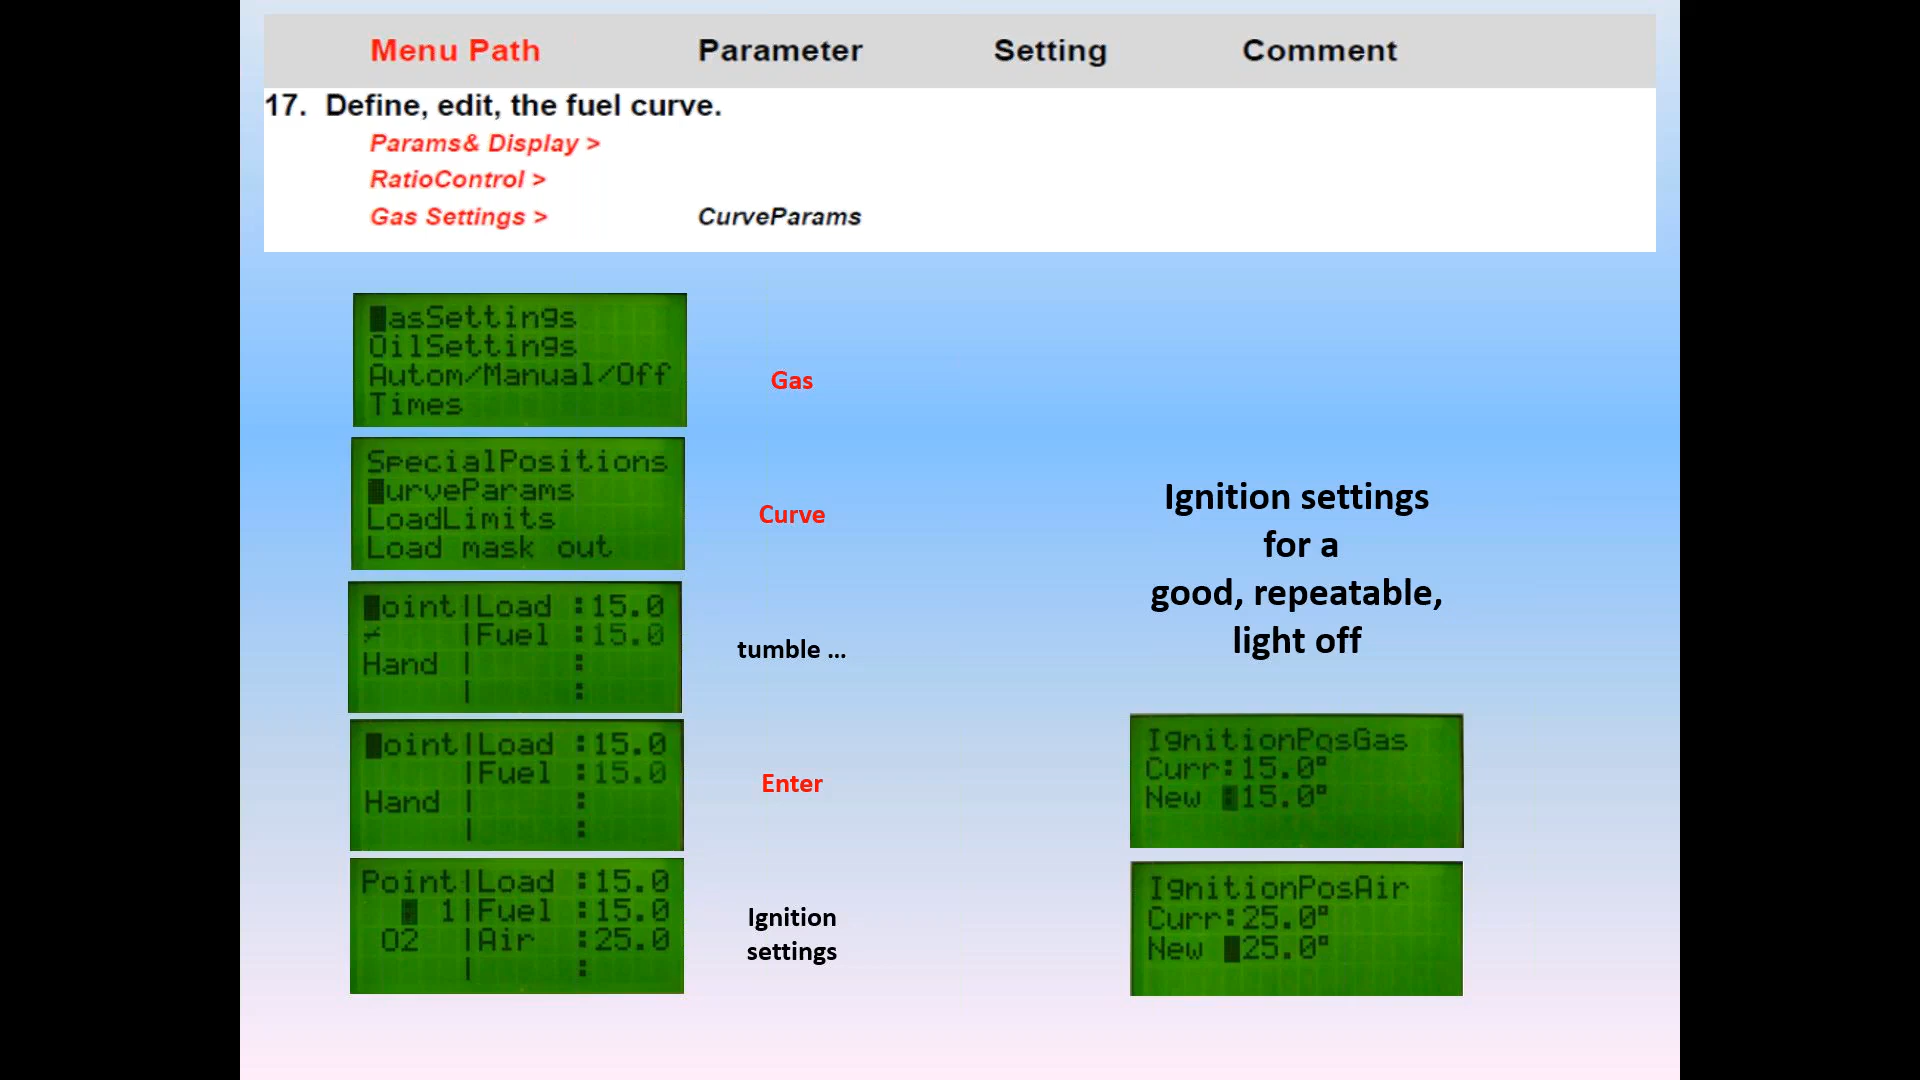 Menu Path Parameter Setting Comment
17. Define, edit, the fuel curve.
Params& Display >
RatioControl >
Gas Settings > CurveParams
asSettings
OilSettings
Autom/Manual/Off
Times
Gas
SpecialPositions
urveParams
LoadLimits
Load mask out
Curve
oint|Load :15.0
|Fuel :15.0
Hand | :
| :
tumble ...
oint|Load :15.0
|Fuel :15.0
Hand | :
| :
Enter
Point|Load :15.0
1|Fuel :15.0
O2 |Air :25.0
| :
Ignition
settings
Ignition settings
for a
good, repeatable,
light off
IgnitionPosGas
Curr:15.0°
New :15.0°
IgnitionPosAir
Curr:25.0°
New 25.0°